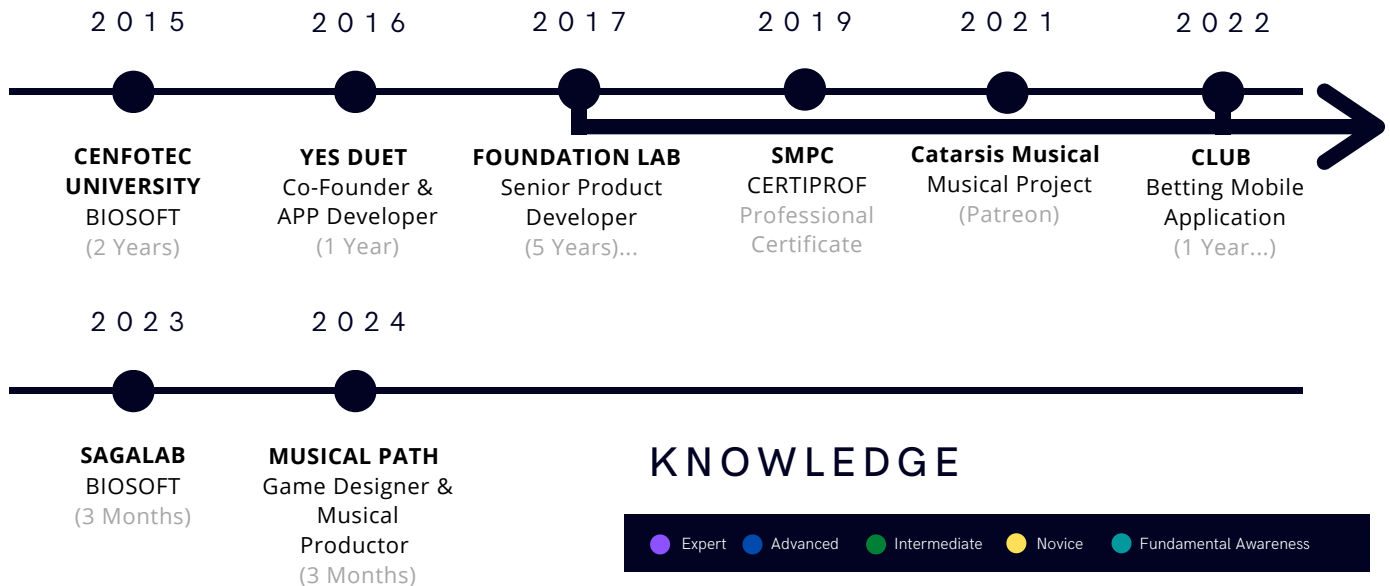 2015 2016 2017 2019 2021 2022
CENFOTEC
UNIVERSITY
BIOSOFT
(2 Years)
YES DUET
Co-Founder &
APP Developer
(1 Year)
FOUNDATION LAB
Senior Product
Developer
(5 Years)...
SMPC
CERTIPROF
Professional
Certificate
Catarsis Musical
Musical Project
(Patreon)
CLUB
Betting Mobile
Application
(1 Year...)
2023 2024
SAGALAB
BIOSOFT
(3 Months)
MUSICAL PATH
Game Designer &
Musical
Productor
(3 Months)
KNOWLEDGE
Expert Advanced Intermediate Novice Fundamental Awareness